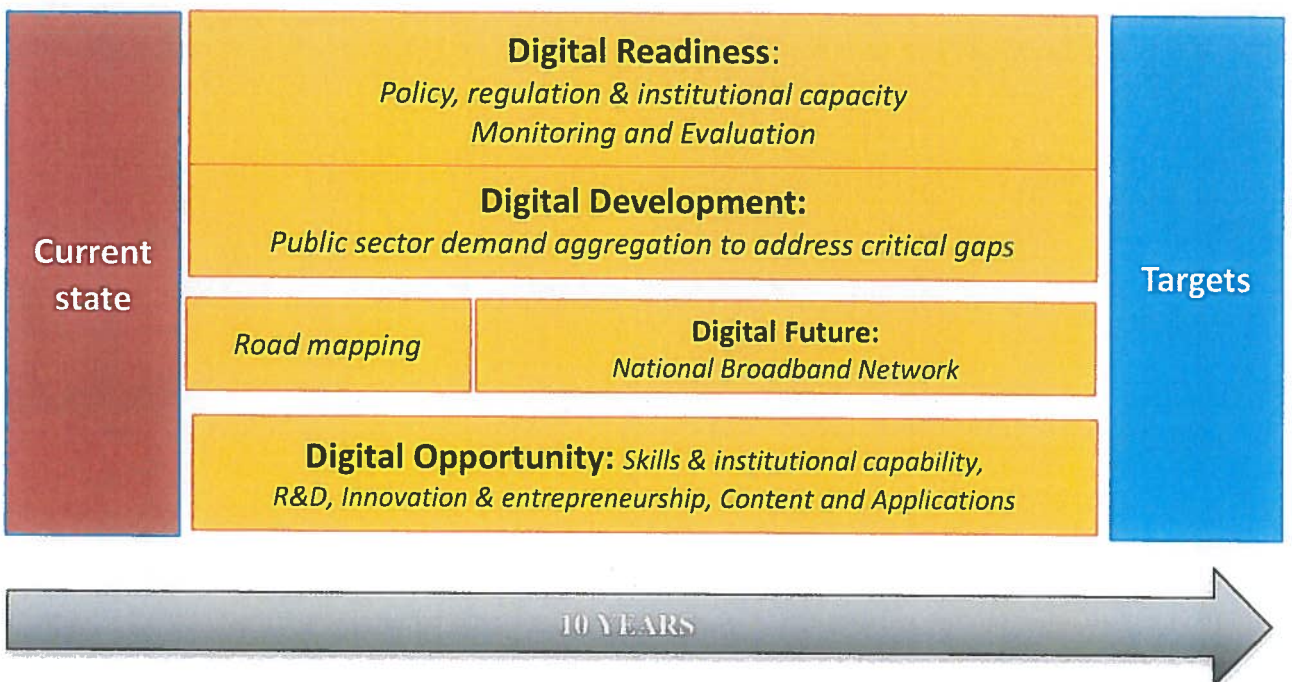 Current
state
Digital Readiness:
Policy, regulation & institutional capacity
Monitoring and Evaluation
Digital Development:
Public sector demand aggregation to address critical gaps
Road mapping
Digital Future:
National Broadband Network
Digital Opportunity: Skills & institutional capability,
R&D, Innovation & entrepreneurship, Content and Applications
Targets
10 YEARS